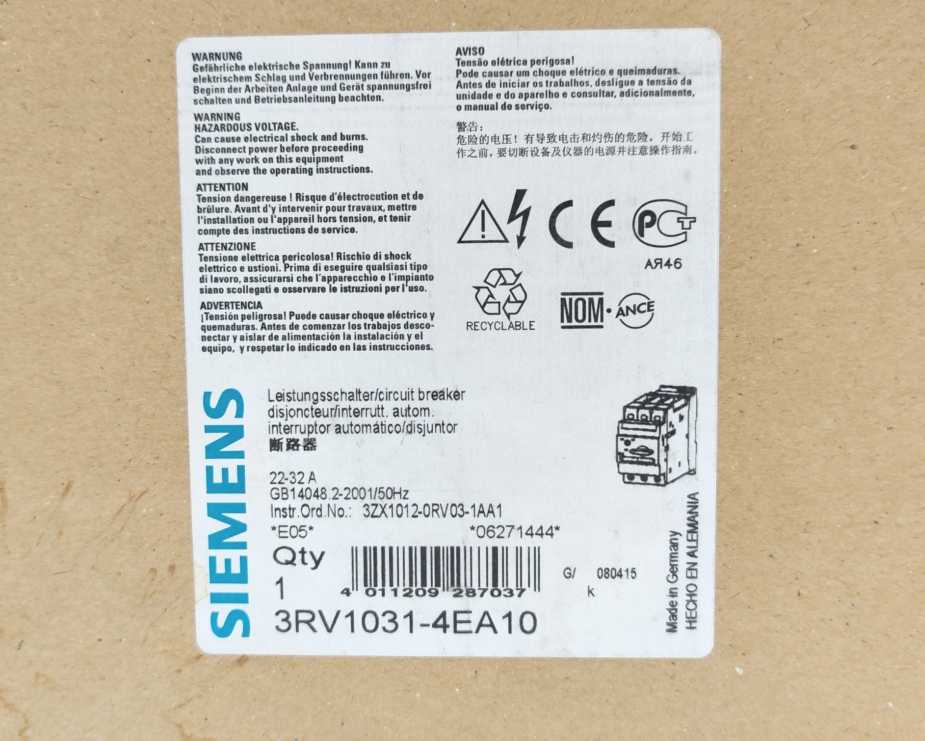 WARNUNG
Gefährliche elektrische Spannung! Kann zu
elektrischem Schlag und Verbrennungen führen. Vor
Beginn der Arbeiten Anlage und Gerät spannungsfrei
schalten und Betriebsanleitung beachten.
WARNING
HAZARDOUS VOLTAGE.
Can cause electrical shock and burns.
Disconnect power before proceeding
with any work on this equipment
and observe the operating instructions.
ATTENTION
Tension dangereuse ! Risque d'électrocution et de
brûlure. Avant d'y intervenir pour travaux, mettre
l'installation ou l'appareil hors tension, et tenir
compte des instructions de service.
ATTENZIONE
Tensione elettrica pericolosa! Rischio di shock
elettrico e ustioni. Prima di eseguire qualsiasi tipo
di lavoro, assicurarsi che l'apparecchio e l'impianto
siano scollegati e osservare le istruzioni per l'uso.
ADVERTENCIA
¡Tensión peligrosa! Puede causar choque eléctrico y
quemaduras. Antes de comenzar los trabajos desco-
nectar y aislar de alimentación la instalación y el
equipo, y respetar lo indicado en las instrucciones.
AVISO
Tensão elétrica perigosa!
Pode causar um choque elétrico e queimaduras.
Antes de iniciar os trabalhos, desligue a tensão da
unidade e do aparelho e consultar, adicionalmente,
o manual de serviço.
警告:
危险的电压! 有导致电击和灼伤的危险。开始工
作之前, 要切断设备及仪器的电源并注意操作指南。
CE
PCT
AЯ46
RECYCLABLE
NOM·ANCE
SIEMENS
Leistungsschalter/circuit breaker
disjoncteur/interrutt. autom.
interruptor automático/disjuntor
断路器
22-32 A
GB14048.2-2001/50Hz
Instr.Ord.No.: 3ZX1012-0RV03-1AA1
*E05* *06271444*
Qty
1
4 011209 287037
G/ 080415
k
3RV1031-4EA10
Made in Germany
HECHO EN ALEMANIA